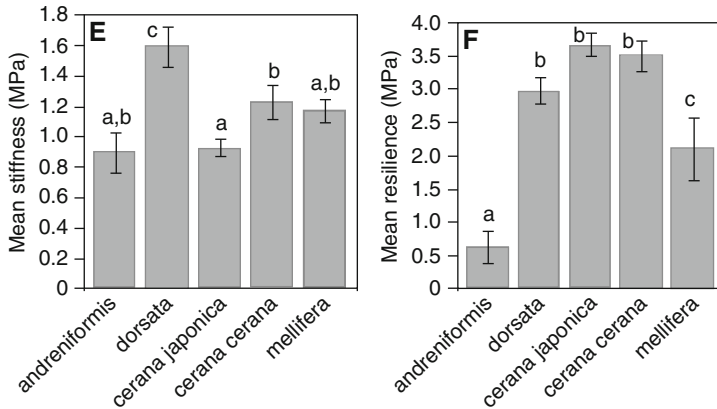 E
Mean stiffness (MPa)
1.8
1.6
1.4
1.2
1.0
0.8
0.6
0.4
0.2
0
a,b
c
a
b
a,b
andreniformis
dorsata
cerana japonica
cerana cerana
mellifera
F
Mean resilience (MPa)
4.0
3.5
3.0
2.5
2.0
1.5
1.0
0.5
0
a
b
b
b
c
andreniformis
dorsata
cerana japonica
cerana cerana
mellifera